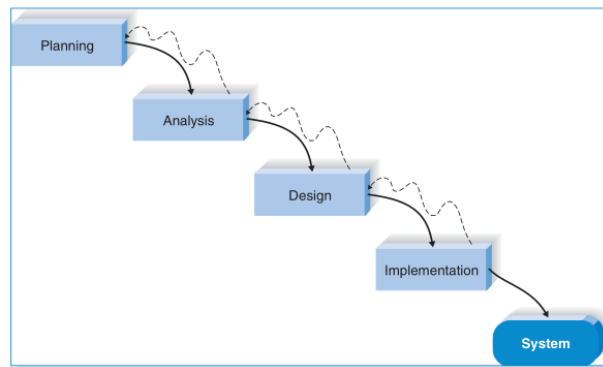 Planning
Analysis
Design
Implementation
System